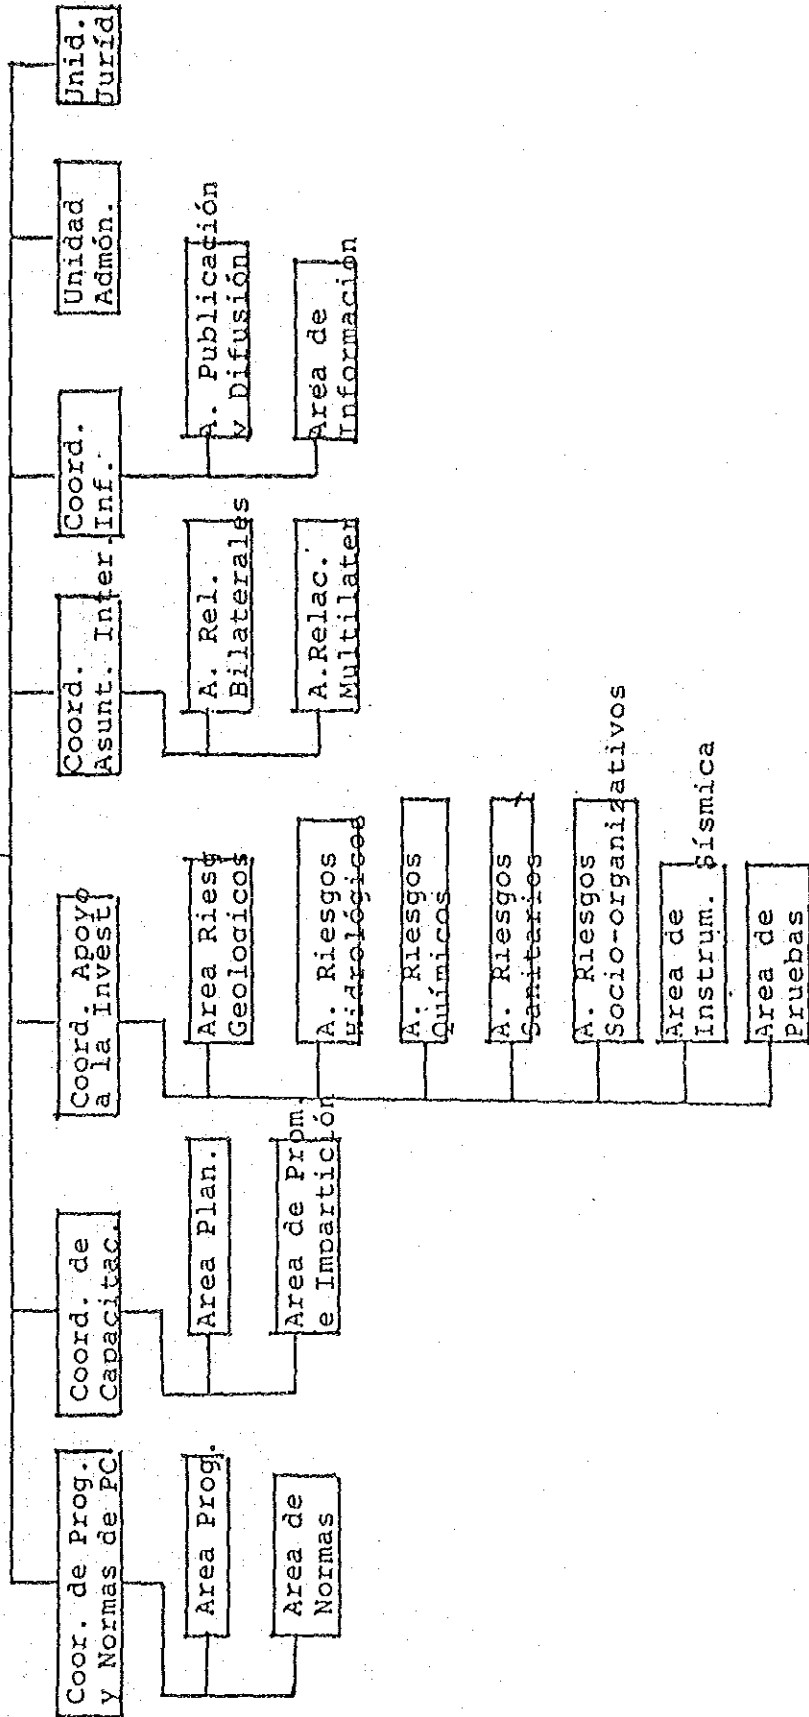 Coor. de Prog.
y Normas de PC
Area Prog.
Area de
Normas
Coord. de
Capacitac.
Area Plan.
Area de Prom.
e Impartición
Coord. Apoyo
a la Invest.
Area Riesg
Geologicos
A. Riesgos
Hidrológicos
A. Riesgos
Químicos
A. Riesgos
Sanitarios
A. Riesgos
Socio-organizativos
Area de
Instrum. Sísmica
Area de
Pruebas
Coord.
Asunt. Inter.
A. Rel.
Bilaterales
A.Relac.
Multilater
Coord.
Inf.
A. Publicación
y Difusión
Area de
Informacion
Unidad
Admón.
Unid.
Juríd